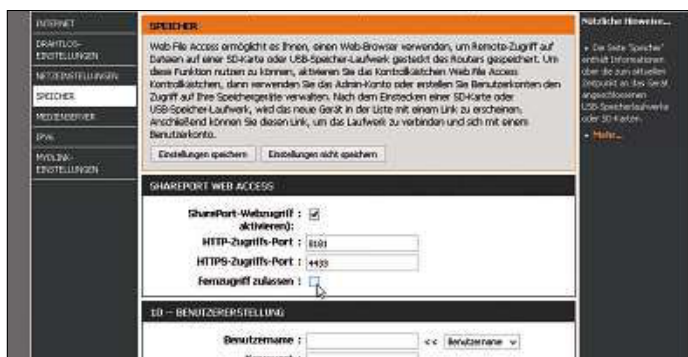 INTERNET
DRAHTLOS-
EINSTELLUNGEN
NETZEINSTELLUNGEN
SPEICHER
MEDIENSERVER
IPV6
MYDLINK-
EINSTELLUNGEN
SPEICHER
Web File Access ermöglicht es Ihnen, einen Web-Browser verwenden, um Remote-Zugriff auf
Dateien auf einer SD-Karte oder USB-Speicher-Laufwerk gesteckt des Routers gespeichert. Um
diese Funktion nutzen zu können, aktivieren Sie das Kontrollkästchen Web File Access
Kontrollkästchen, dann verwenden Sie das Admin-Konto oder erstellen Sie Benutzerkonten den
Zugriff auf Ihre Speichergeräte verwalten. Nach dem Einstecken einer SD-Karte oder
USB-Speicher-Laufwerk, wird das neue Gerät in der Liste mit einem Link zu erscheinen.
Anschließend können Sie diesen Link, um das Laufwerk zu verbinden und sich mit einem
Benutzerkonto.
Einstellungen speichern Einstellungen nicht speichern
SHAREPORT WEB ACCESS
SharePort-Webzugriff :
aktivieren):
HTTP-Zugriffs-Port : 8181
HTTPS-Zugriffs-Port : 4433
Fernzugriff zulassen :
10 -- BENUTZERERSTELLUNG
Benutzername : << Benutzername
Nützliche Hinweise...
• Die Seite 'Speicher'
enthält Informationen
über die zum aktuellen
Zeitpunkt an das Gerät
angeschlossenen
USB-Speicherlaufwerke
oder SD-Karten.
• Mehr...